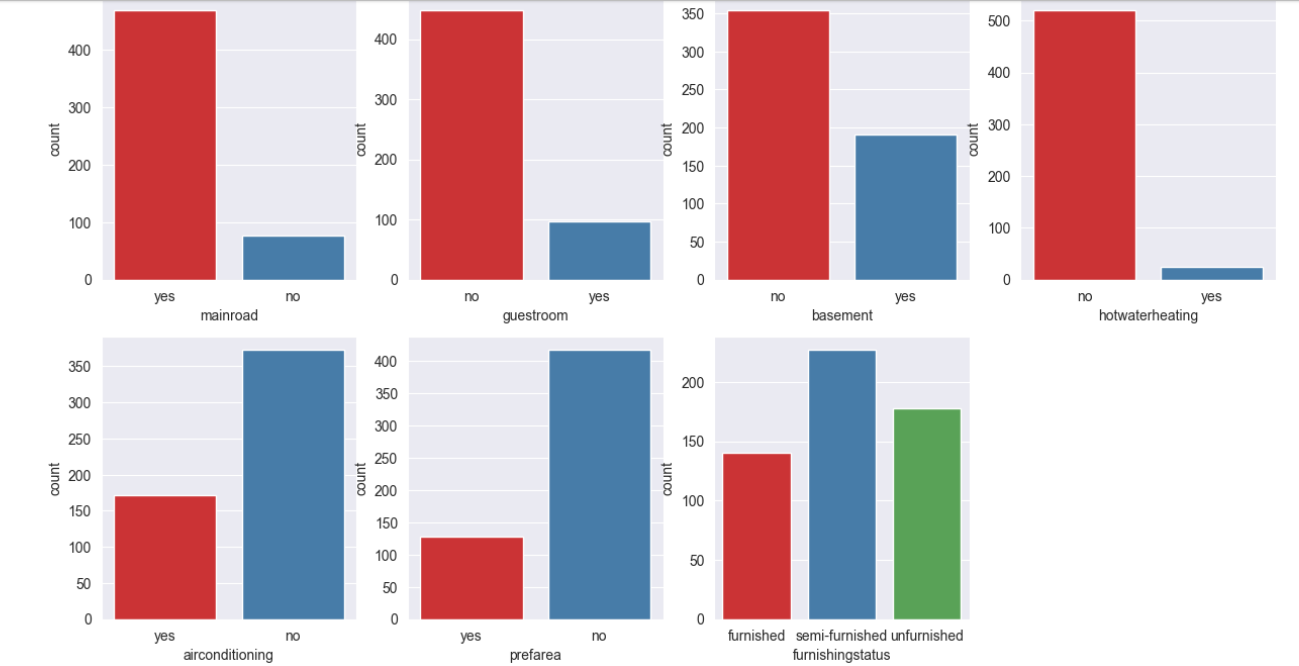 400
300
200
100
0
count
yes no
mainroad
400
300
200
100
0
count
no yes
guestroom
350
300
250
200
150
100
50
0
count
no yes
basement
500
400
300
200
100
0
count
no yes
hotwaterheating
350
300
250
200
150
100
50
0
count
yes no
airconditioning
400
350
300
250
200
150
100
50
0
count
yes no
prefarea
200
150
100
50
0
count
furnished semi-furnished unfurnished
furnishingstatus